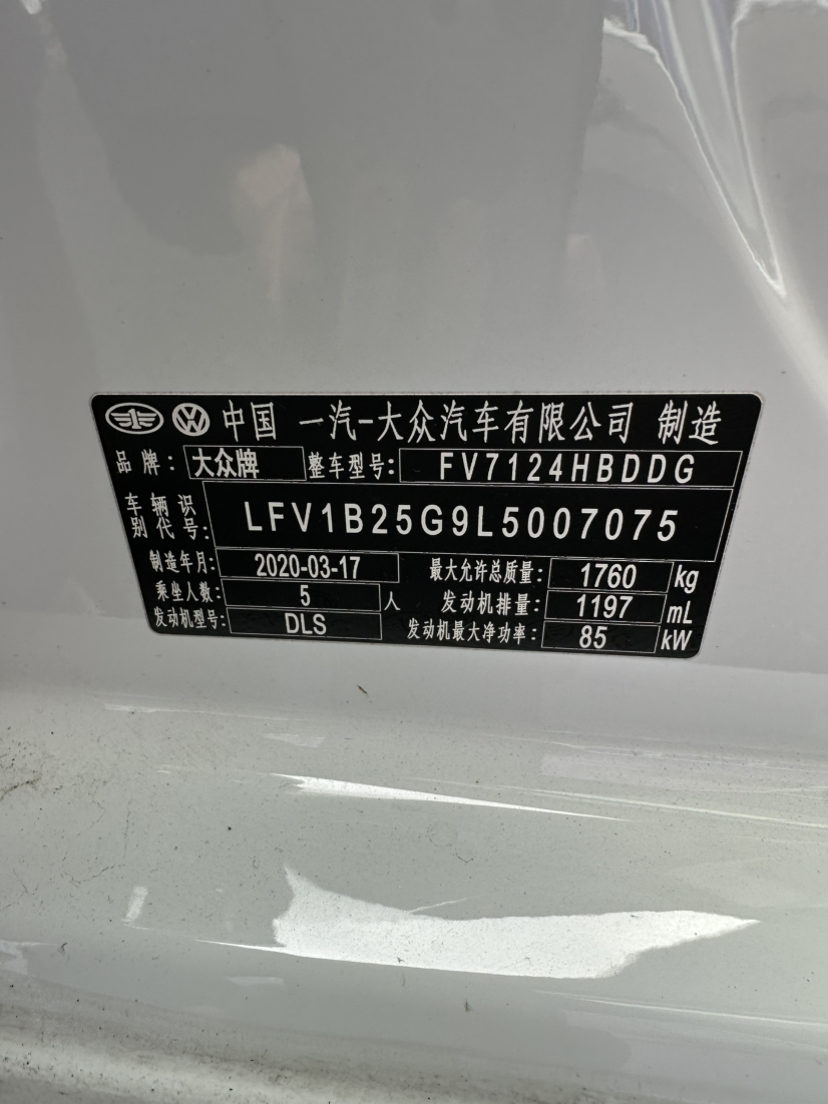 中国 一汽-大众汽车有限公司 制造
品牌: 大众牌 整车型号: FV7124HBDDG
车辆识别代号: LFV1B25G9L5007075
制造年月: 2020-03-17 最大允许总质量: 1760 kg
乘坐人数: 5 人 发动机排量: 1197 mL
发动机型号: DLS 发动机最大净功率: 85 kW